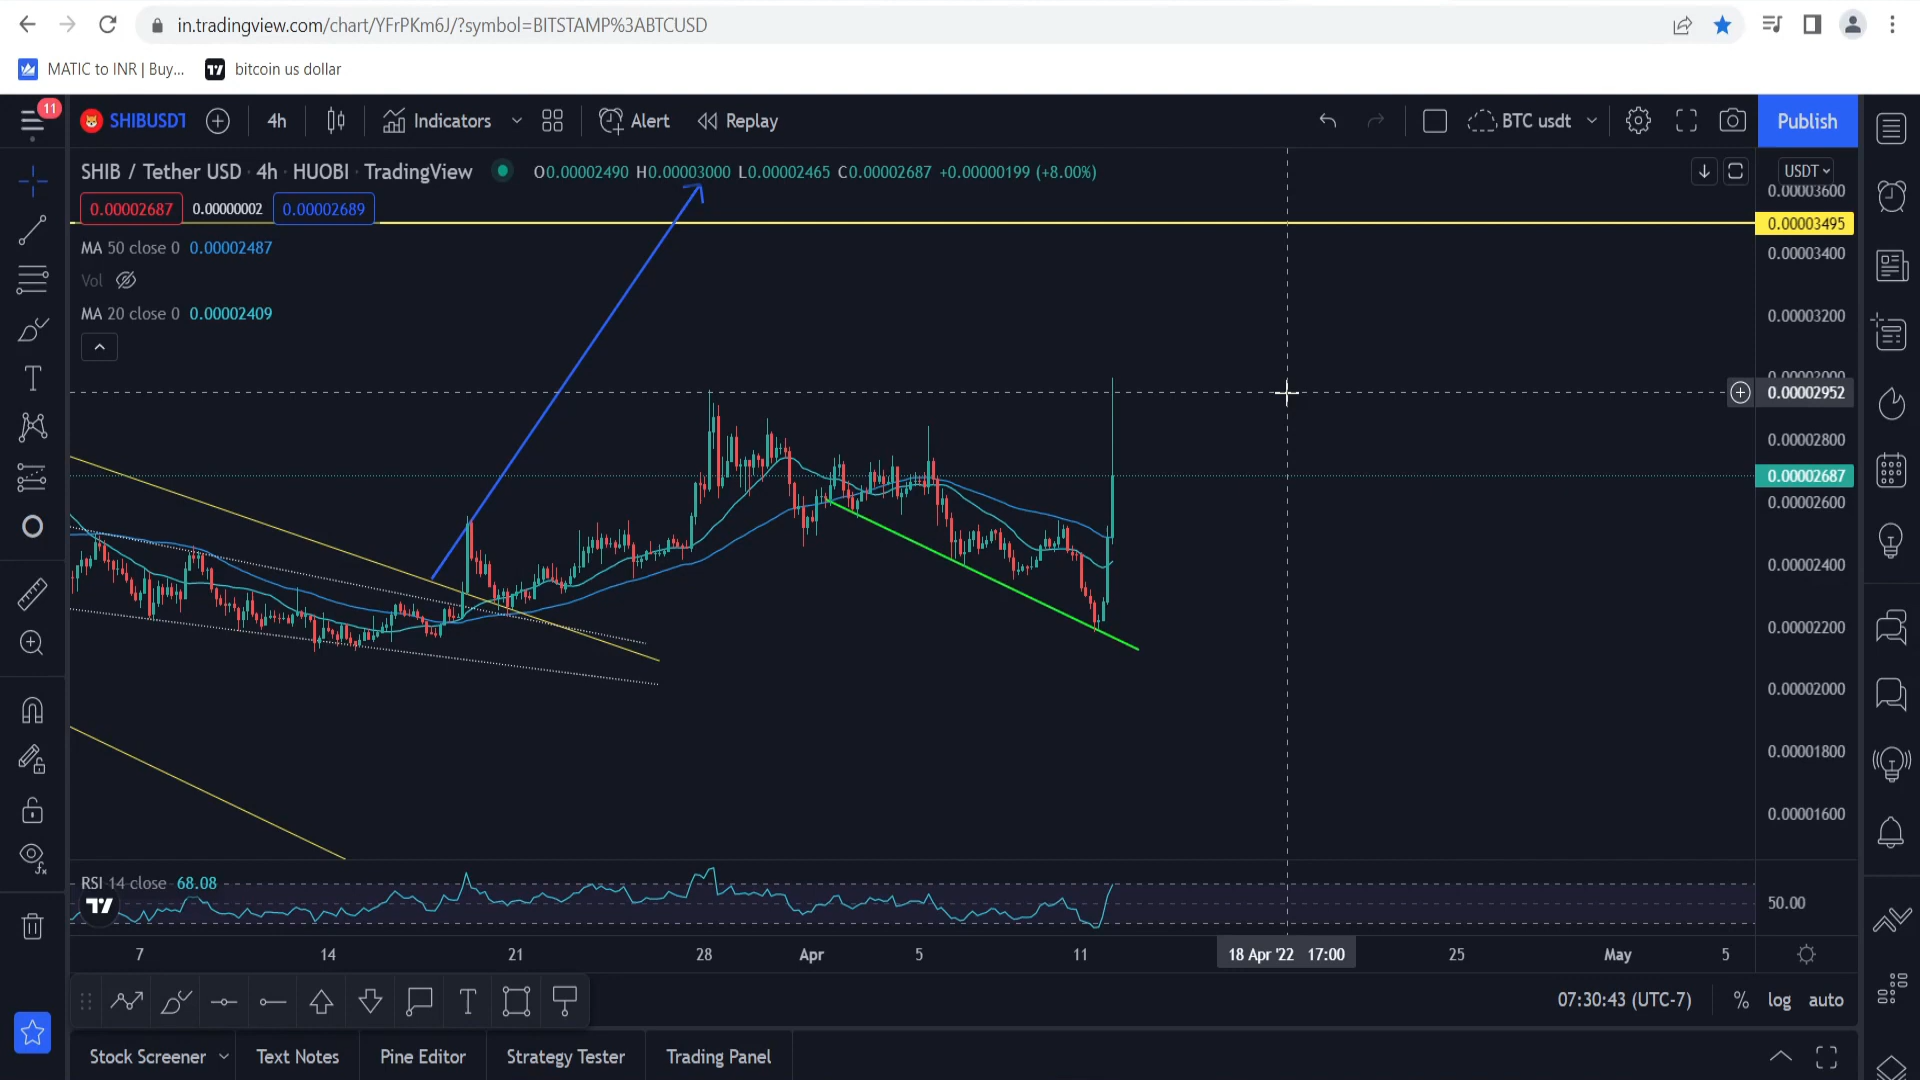 in.tradingview.com/chart/YFrPKm6J/?symbol=BITSTAMP%3ABTCUSD
MATIC to INR | Buy... bitcoin us dollar
11
SHIBUSDT 4h Indicators Alert Replay BTC usdt Publish
SHIB / Tether USD · 4h · HUOBI · TradingView O0.00002490 H0.00003000 L0.00002465 C0.00002687 +0.00000199 (+8.00%)
USDT
0.00003600
0.00002687 0.00000002 0.00002689
0.00003495
MA 50 close 0 0.00002487
0.00003400
Vol
MA 20 close 0 0.00002409
0.00003200
0.00003000
0.00002952
0.00002800
0.00002687
0.00002600
0.00002400
0.00002200
0.00002000
0.00001800
0.00001600
RSI 14 close 68.08
50.00
7 14 21 28 Apr 5 11 18 Apr '22 17:00 25 May 5
07:30:43 (UTC-7) % log auto
Stock Screener Text Notes Pine Editor Strategy Tester Trading Panel